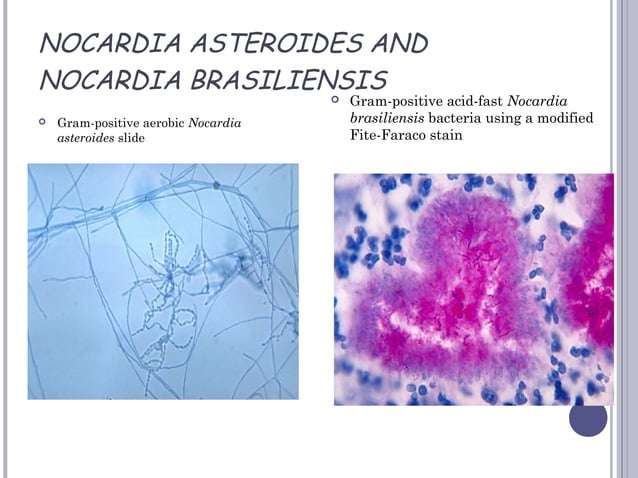 NOCARDIA ASTEROIDES AND
NOCARDIA BRASILIENSIS
Gram-positive aerobic Nocardia
asteroides slide
Gram-positive acid-fast Nocardia
brasiliensis bacteria using a modified
Fite-Faraco stain